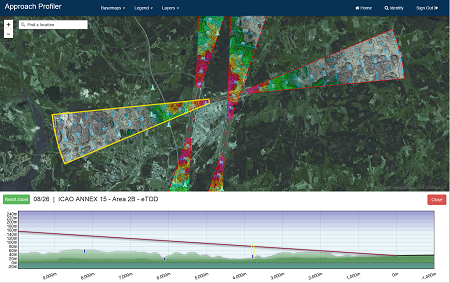 Approach Profiler
Basemaps Legend Layers Home Identify Sign Out
+
Find a location
−
Reset Zoom 08/26 | ICAO ANNEX 15 - Area 2B - eTOD Close
240m
220m
200m
180m
160m
140m
120m
100m
80m
60m
40m
20m
0m
-20m
8,000m 7,000m 6,000m 5,000m 4,000m 3,000m 2,000m 1,000m 0m -1,000m